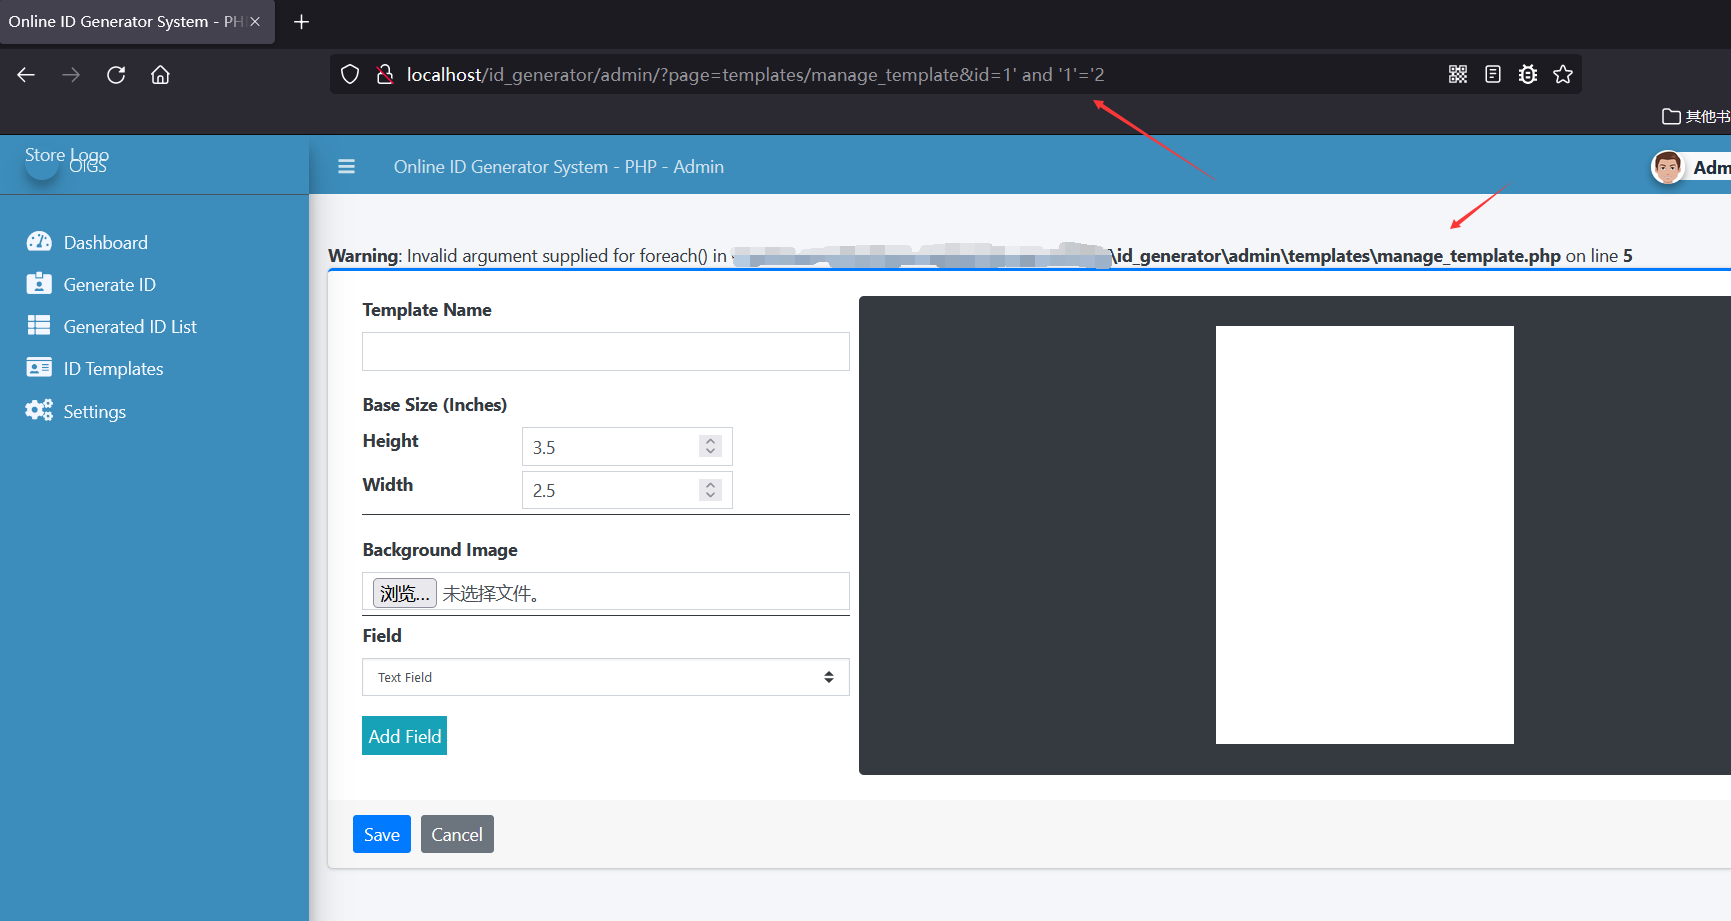 Online ID Generator System - PH
localhost/id_generator/admin/?page=templates/manage_template&id=1' and '1'='2
其他书
Store Logo
OIGS
Online ID Generator System - PHP - Admin
Adm
Dashboard
Generate ID
Generated ID List
ID Templates
Settings
Warning: Invalid argument supplied for foreach() in \id_generator\admin\templates\manage_template.php on line 5
Template Name
Base Size (Inches)
Height
3.5
Width
2.5
Background Image
浏览... 未选择文件。
Field
Text Field
Add Field
Save
Cancel